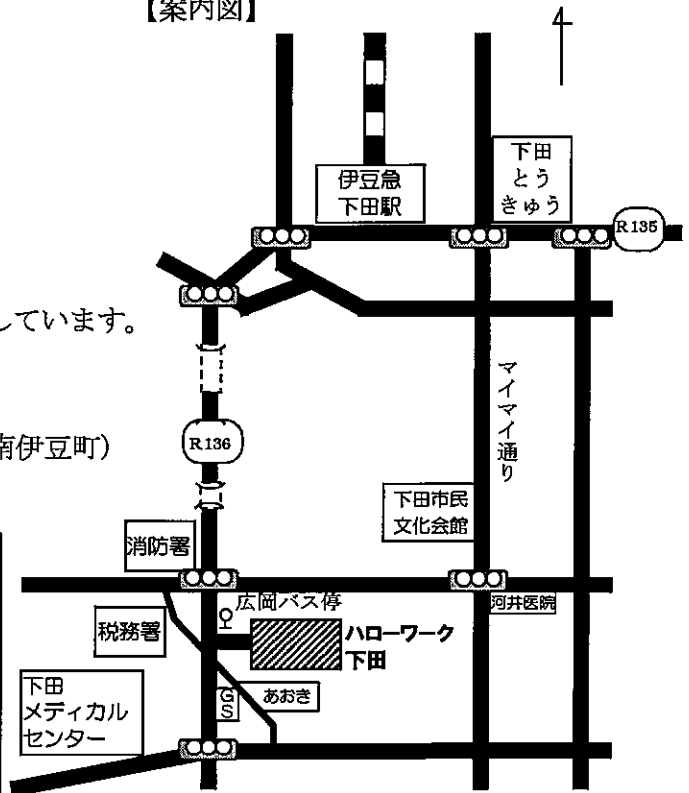 【案内図】
伊豆急
下田駅
下田
とう
きゅう
R135
しています。
マイマイ通り
南伊豆町）
R136
下田市民
文化会館
消防署
広岡バス停
河井医院
税務署
ハローワーク
下田
下田
メディカル
センター
GS
あおき